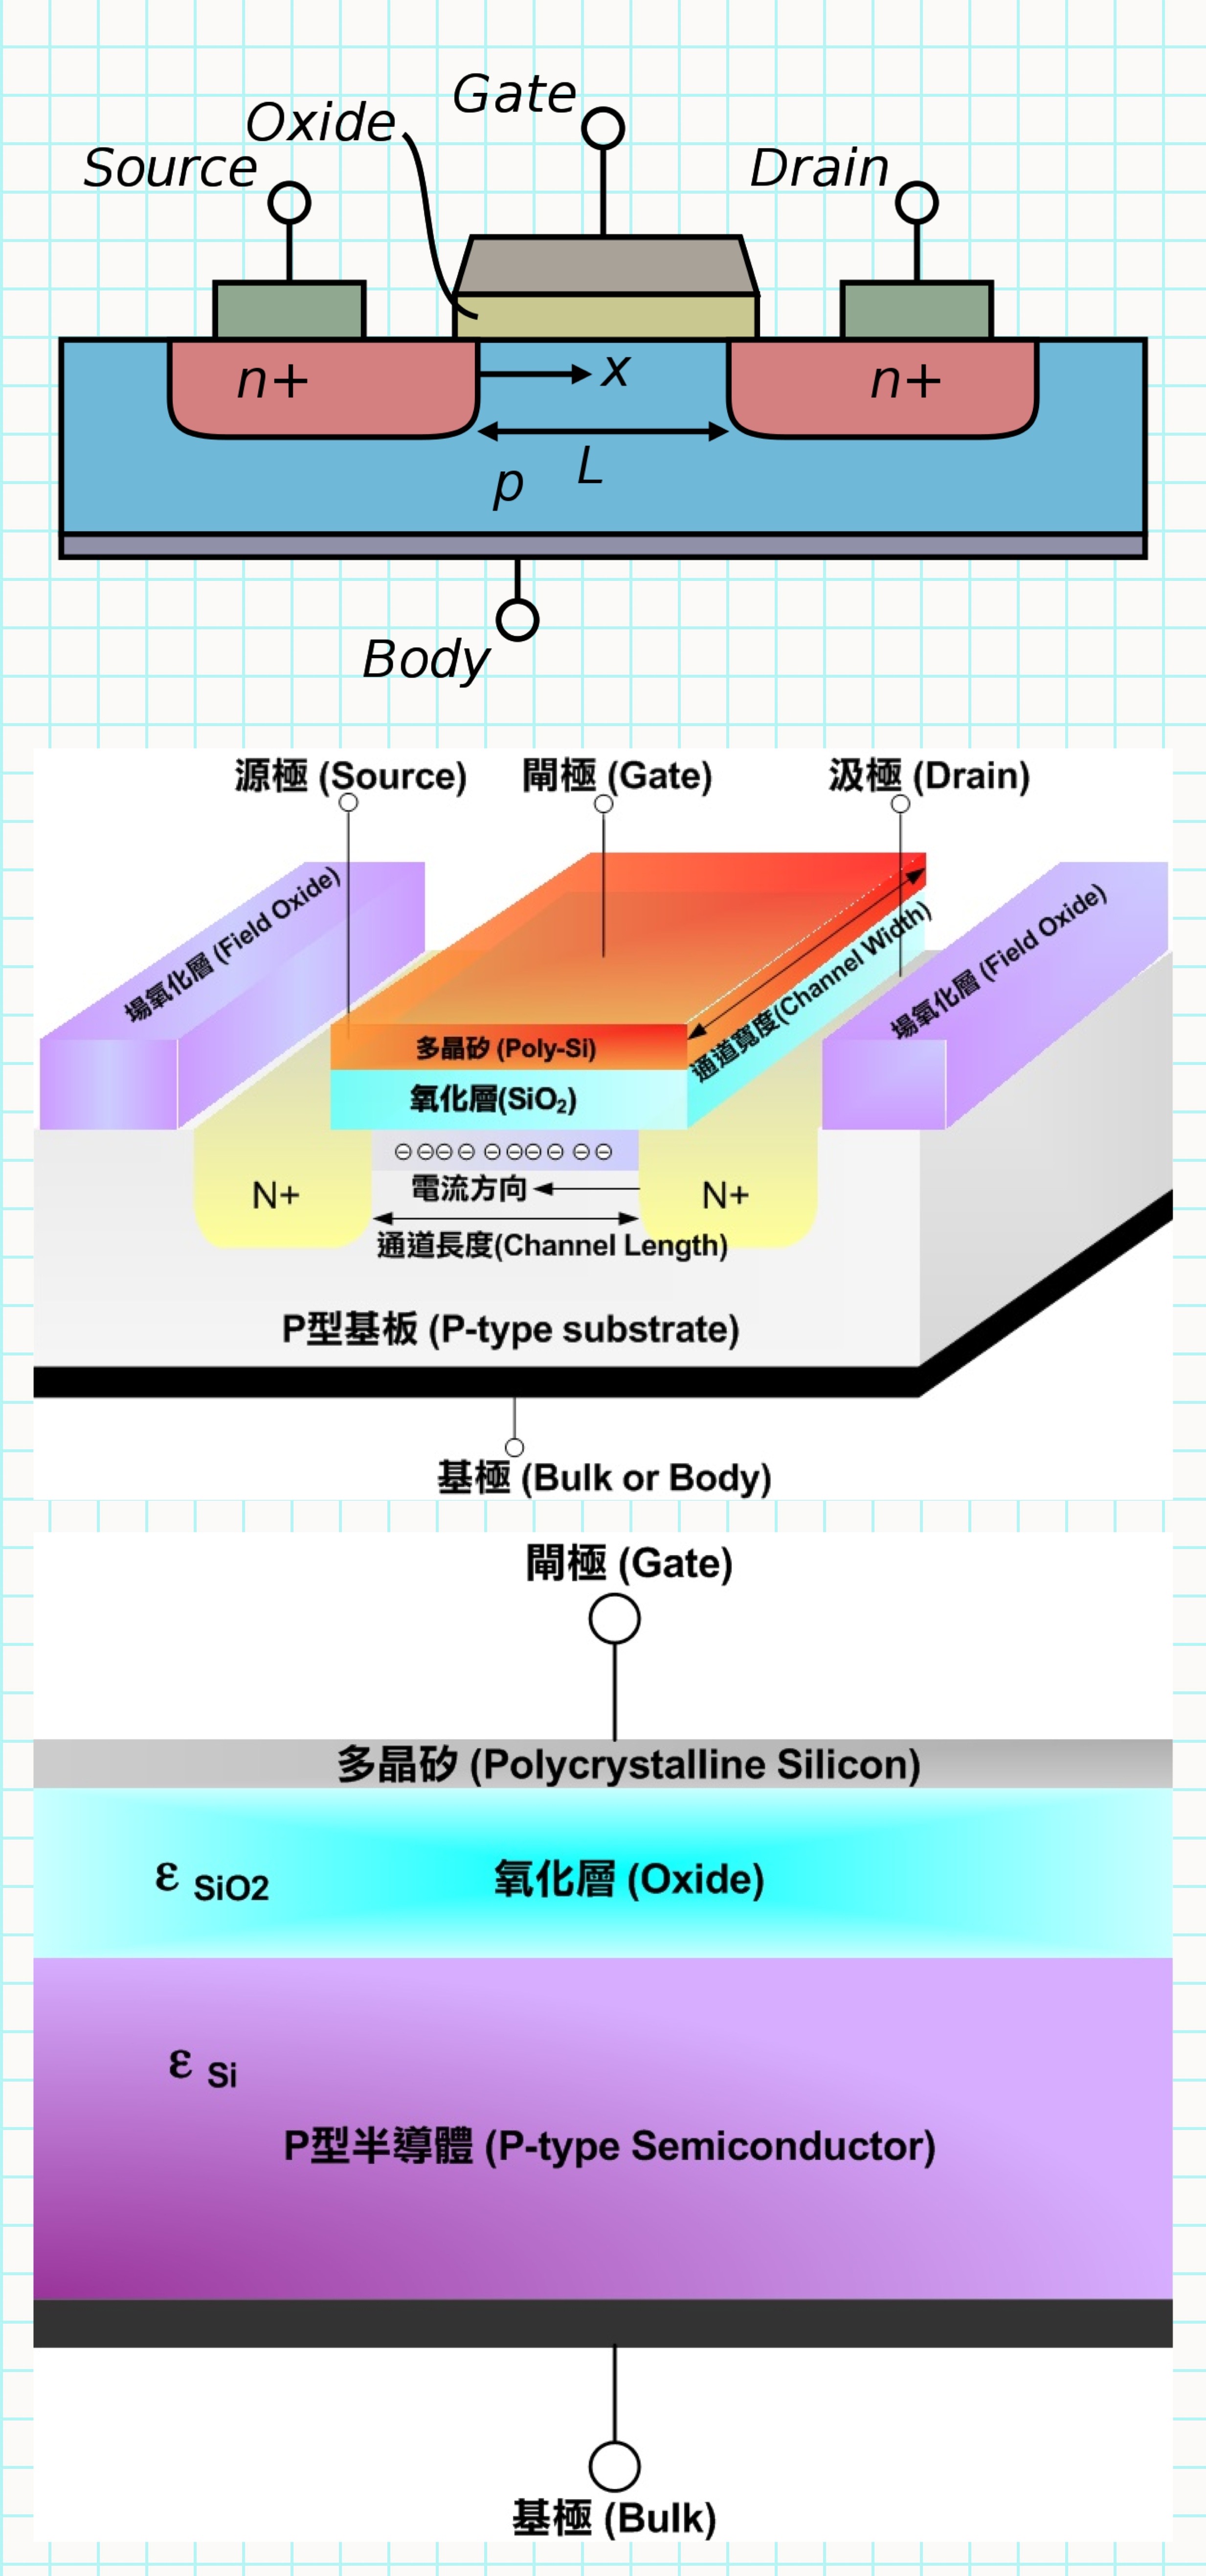 Gate
Oxide
Source
Drain
n+
x
n+
L
p
Body
源極 (Source)
閘極 (Gate)
汲極 (Drain)
場氧化層 (Field Oxide)
場氧化層 (Field Oxide)
通道寬度(Channel Width)
多晶矽 (Poly-Si)
氧化層(SiO₂)
⊖⊖⊖⊖ ⊖⊖⊖⊖ ⊖⊖
N+
電流方向
N+
通道長度(Channel Length)
P型基板 (P-type substrate)
基極 (Bulk or Body)
閘極 (Gate)
多晶矽 (Polycrystalline Silicon)
ε SiO2
氧化層 (Oxide)
ε Si
P型半導體 (P-type Semiconductor)
基極 (Bulk)